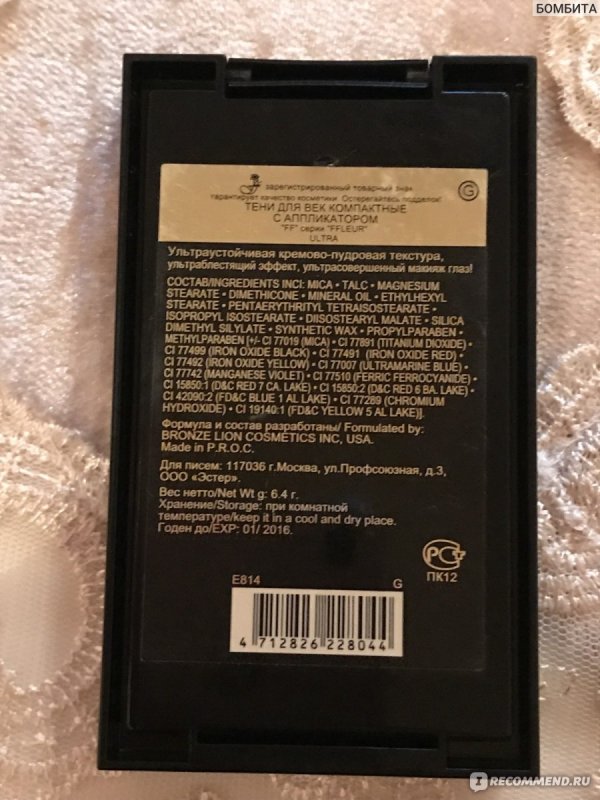 БОМБИТА
зарегистрированный товарный знак
гарантирует качество косметики. Остерегайтесь подделок!
G
ТЕНИ ДЛЯ ВЕК КОМПАКТНЫЕ
С АППЛИКАТОРОМ
"FF" серии "FFLEUR"
ULTRA
Ультраустойчивая кремово-пудровая текстура,
ультраблестящий эффект, ультрасовершенный макияж глаз!
СОСТАВ/INGREDIENTS INCI: MICA • TALC • MAGNESIUM
STEARATE • DIMETHICONE • MINERAL OIL • ETHYLHEXYL
STEARATE • PENTAERYTHRITYL TETRAISOSTEARATE •
ISOPROPYL ISOSTEARATE • DIISOSTEARYL MALATE • SILICA
DIMETHYL SILYLATE • SYNTHETIC WAX • PROPYLPARABEN •
METHYLPARABEN [+/- CI 77019 (MICA) • CI 77891 (TITANIUM DIOXIDE) •
CI 77499 (IRON OXIDE BLACK) • CI 77491 (IRON OXIDE RED) •
CI 77492 (IRON OXIDE YELLOW) • CI 77007 (ULTRAMARINE BLUE) •
CI 77742 (MANGANESE VIOLET) • CI 77510 (FERRIC FERROCYANIDE) •
CI 15850:1 (D&C RED 7 CA. LAKE) • CI 15850:2 (D&C RED 6 BA. LAKE) •
CI 42090:2 (FD&C BLUE 1 AL LAKE) • CI 77289 (CHROMIUM
HYDROXIDE) • CI 19140:1 (FD&C YELLOW 5 AL LAKE)].
Формула и состав разработаны/ Formulated by:
BRONZE LION COSMETICS INC, USA.
Made in P.R.O.C.
Для писем: 117036 г.Москва, ул.Профсоюзная, д.3,
ООО «Эстер».
Вес нетто/Net Wt g: 6.4 г.
Хранение/Storage: при комнатной
температуре/keep it in a cool and dry place.
Годен до/EXP: 01/ 2016.
РСТ
ПК12
E814
G
4 712826 228044
IRECOMMEND.RU